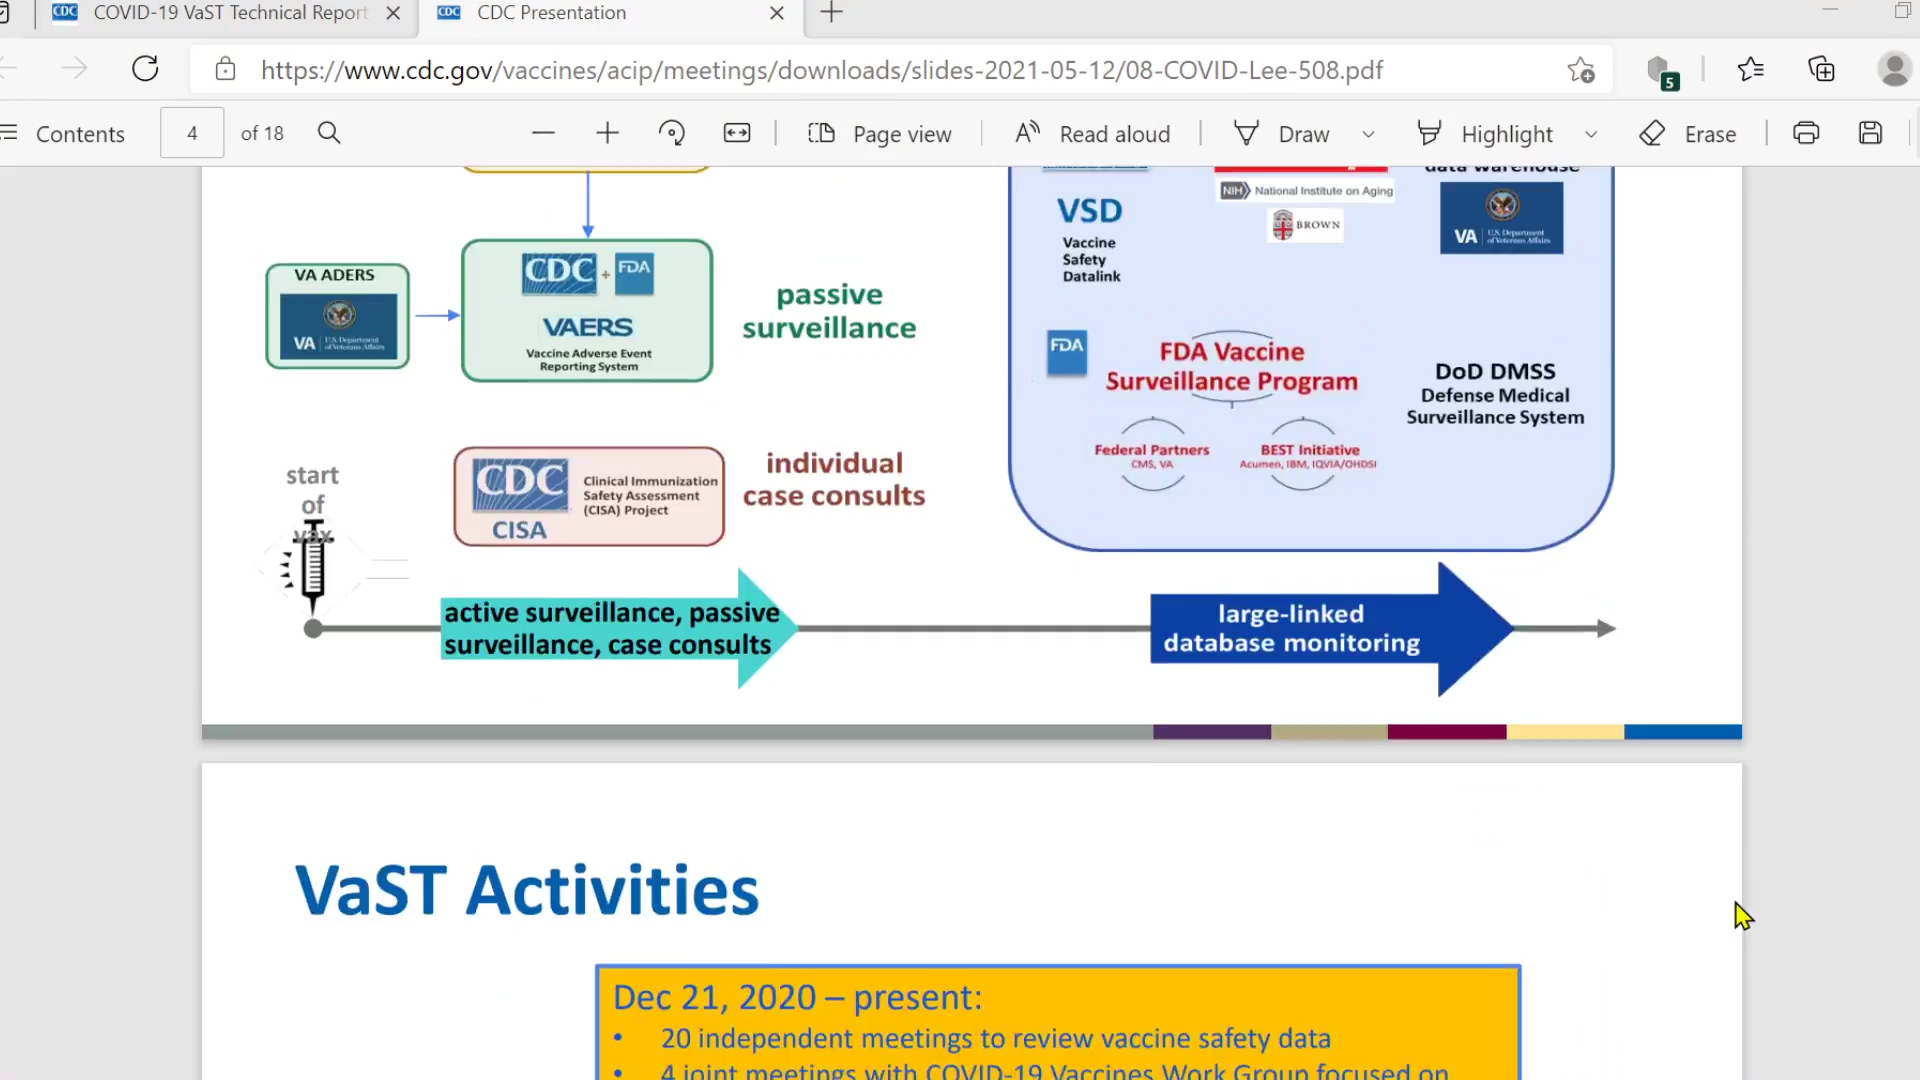 CDC COVID-19 VaST Technical Report
CDC CDC Presentation
https://www.cdc.gov/vaccines/acip/meetings/downloads/slides-2021-05-12/08-COVID-Lee-508.pdf
5
Contents
4
of 18
Page view
Read aloud
Draw
Highlight
Erase
data warehouse
NIH National Institute on Aging
BROWN
VA U.S. Department
of Veterans Affairs
VSD
Vaccine
Safety
Datalink
VA ADERS
VA U.S. Department
of Veterans Affairs
CDC + FDA
VAERS
Vaccine Adverse Event
Reporting System
passive
surveillance
FDA
FDA Vaccine
Surveillance Program
Federal Partners
CMS, VA
BEST Initiative
Acumen, IBM, IQVIA/OHDSI
DoD DMSS
Defense Medical
Surveillance System
CDC
CISA
Clinical Immunization
Safety Assessment
(CISA) Project
individual
case consults
start
of
vax
active surveillance, passive
surveillance, case consults
large-linked
database monitoring
VaST Activities
Dec 21, 2020 – present:
• 20 independent meetings to review vaccine safety data
• 4 joint meetings with COVID-19 Vaccines Work Group focused on